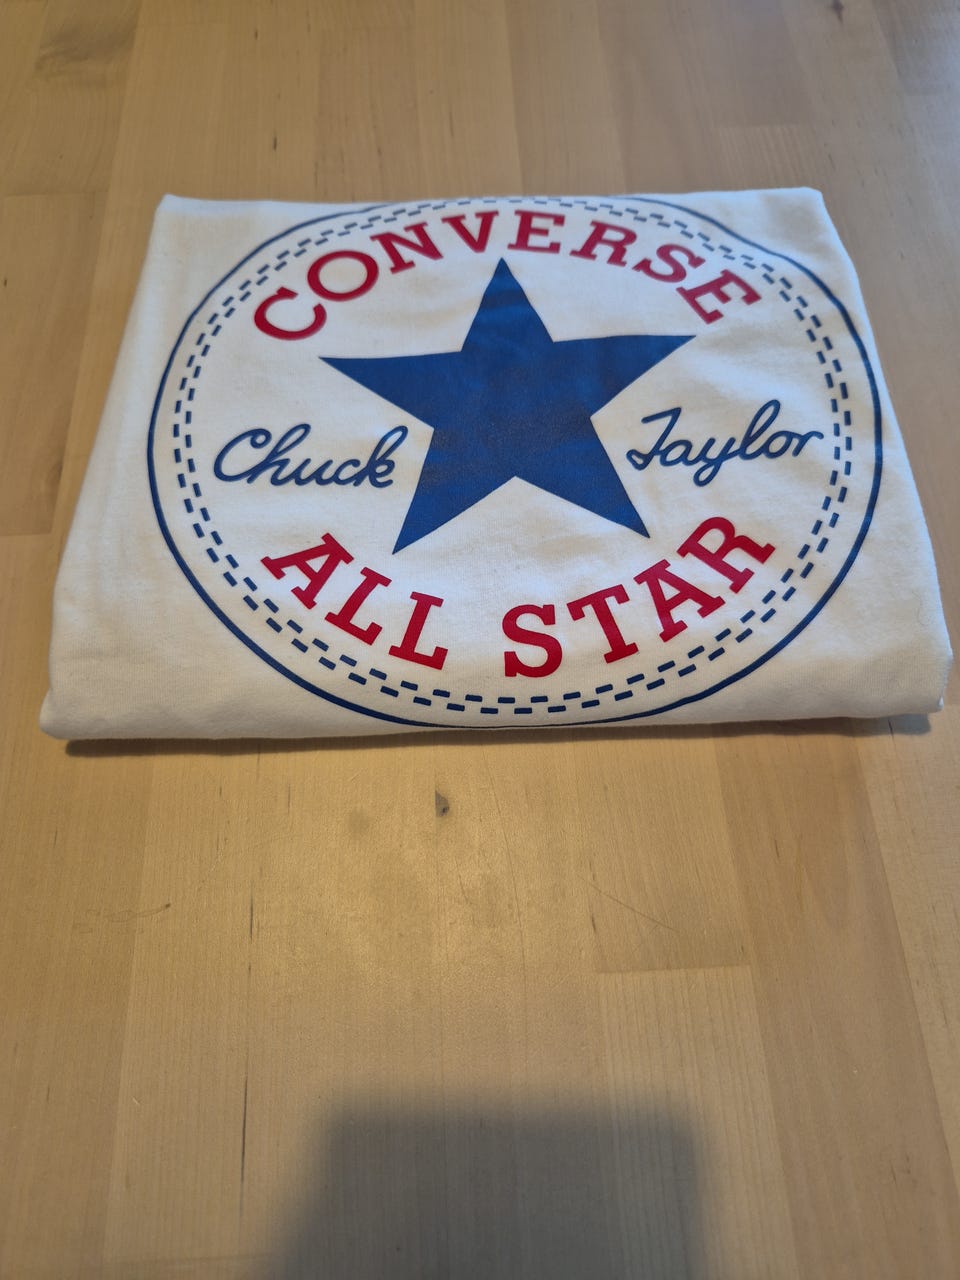 CONVERSE
Chuck Taylor
ALL STAR